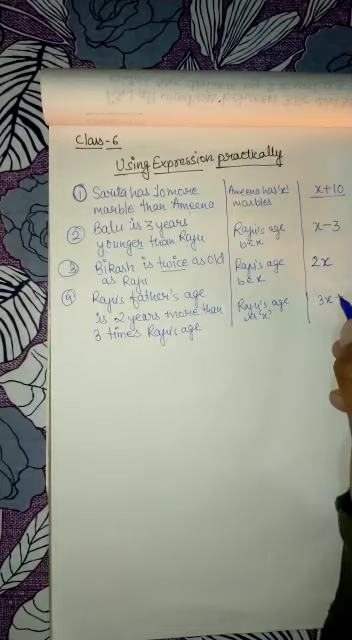 Class-6
Using Expression practically
① Sarita has 10 more Ameena has 'x' x+10
marble than Ameena marbles
② Balu is 3 years Raju's age x-3
younger than Raju be x
③ Bikash is twice as old Raju's age 2x
as Raju be x
④ Raju's father's age Raju's age 3x
is 2 years more than 'x'
3 times Raju's age